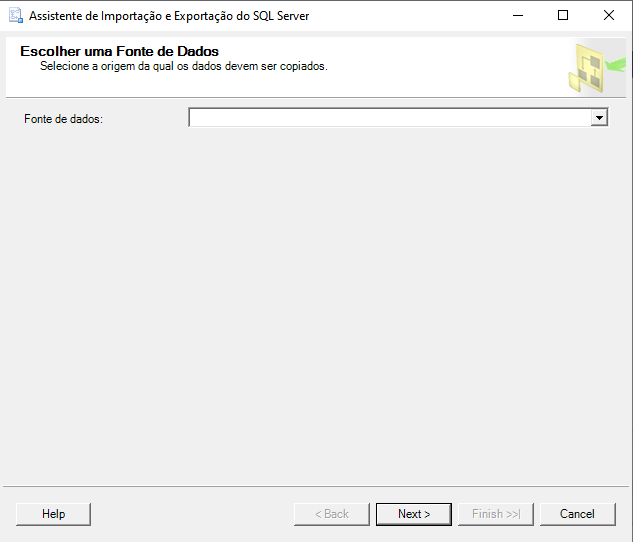 Assistente de Importação e Exportação do SQL Server
Escolher uma Fonte de Dados
Selecione a origem da qual os dados devem ser copiados.
Fonte de dados:
Help
< Back
Next >
Finish >>|
Cancel